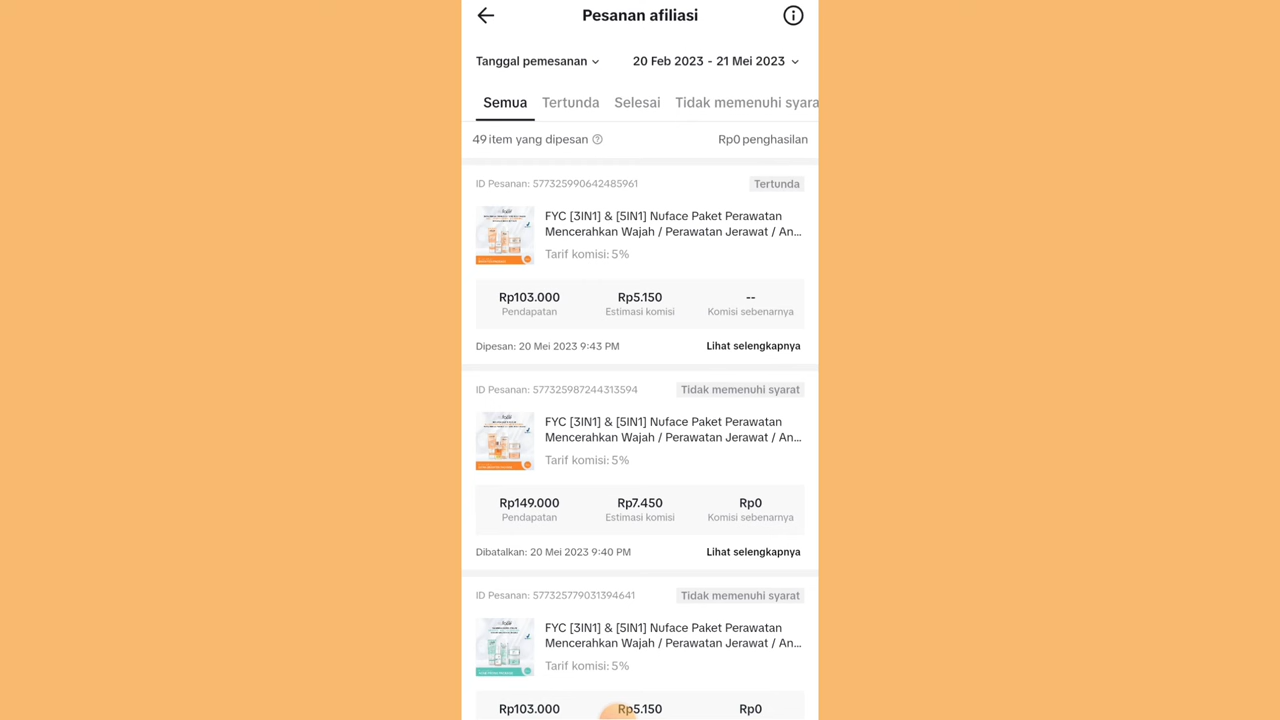 Pesanan afiliasi
Tanggal pemesanan
20 Feb 2023 - 21 Mei 2023
Semua
Tertunda
Selesai
Tidak memenuhi syara
49 item yang dipesan
Rp0 penghasilan
ID Pesanan: 577325990642485961
Tertunda
FYC [3IN1] & [5IN1] Nuface Paket Perawatan
Mencerahkan Wajah / Perawatan Jerawat / An...
Tarif komisi: 5%
Rp103.000
Rp5.150
--
Pendapatan
Estimasi komisi
Komisi sebenarnya
Dipesan: 20 Mei 2023 9:43 PM
Lihat selengkapnya
ID Pesanan: 577325987244313594
Tidak memenuhi syarat
FYC [3IN1] & [5IN1] Nuface Paket Perawatan
Mencerahkan Wajah / Perawatan Jerawat / An...
Tarif komisi: 5%
Rp149.000
Rp7.450
Rp0
Pendapatan
Estimasi komisi
Komisi sebenarnya
Dibatalkan: 20 Mei 2023 9:40 PM
Lihat selengkapnya
ID Pesanan: 577325779031394641
Tidak memenuhi syarat
FYC [3IN1] & [5IN1] Nuface Paket Perawatan
Mencerahkan Wajah / Perawatan Jerawat / An...
Tarif komisi: 5%
Rp103.000
Rp5.150
Rp0